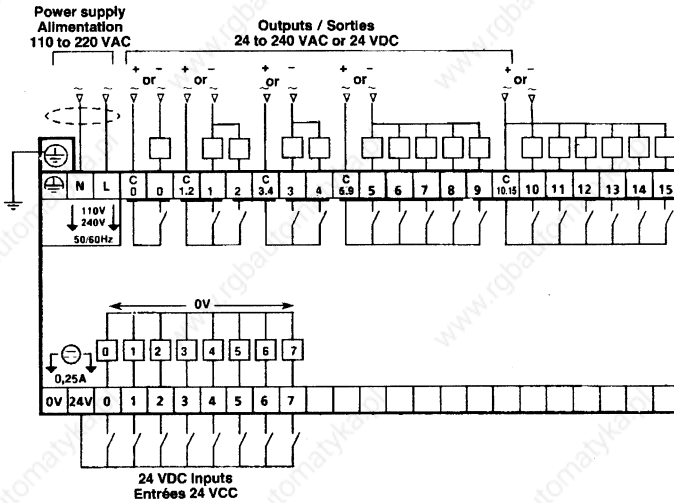 Power supply
Alimentation
110 to 220 VAC
Outputs / Sorties
24 to 240 VAC or 24 VDC
+ or − + or − + or − + or − + or −
~ ~ ~ ~ ~ ~ ~ ~ ~ ~ ~ ~
N L C 0 0 C 1.2 1 2 C 3.4 3 4 C 5.9 5 6 7 8 9 C 10.15 10 11 12 13 14 15
110V
240V
50/60Hz
0V
0 1 2 3 4 5 6 7
0,25A
0V 24V 0 1 2 3 4 5 6 7
24 VDC Inputs
Entrées 24 VCC
www.rgbautomatyka.pl